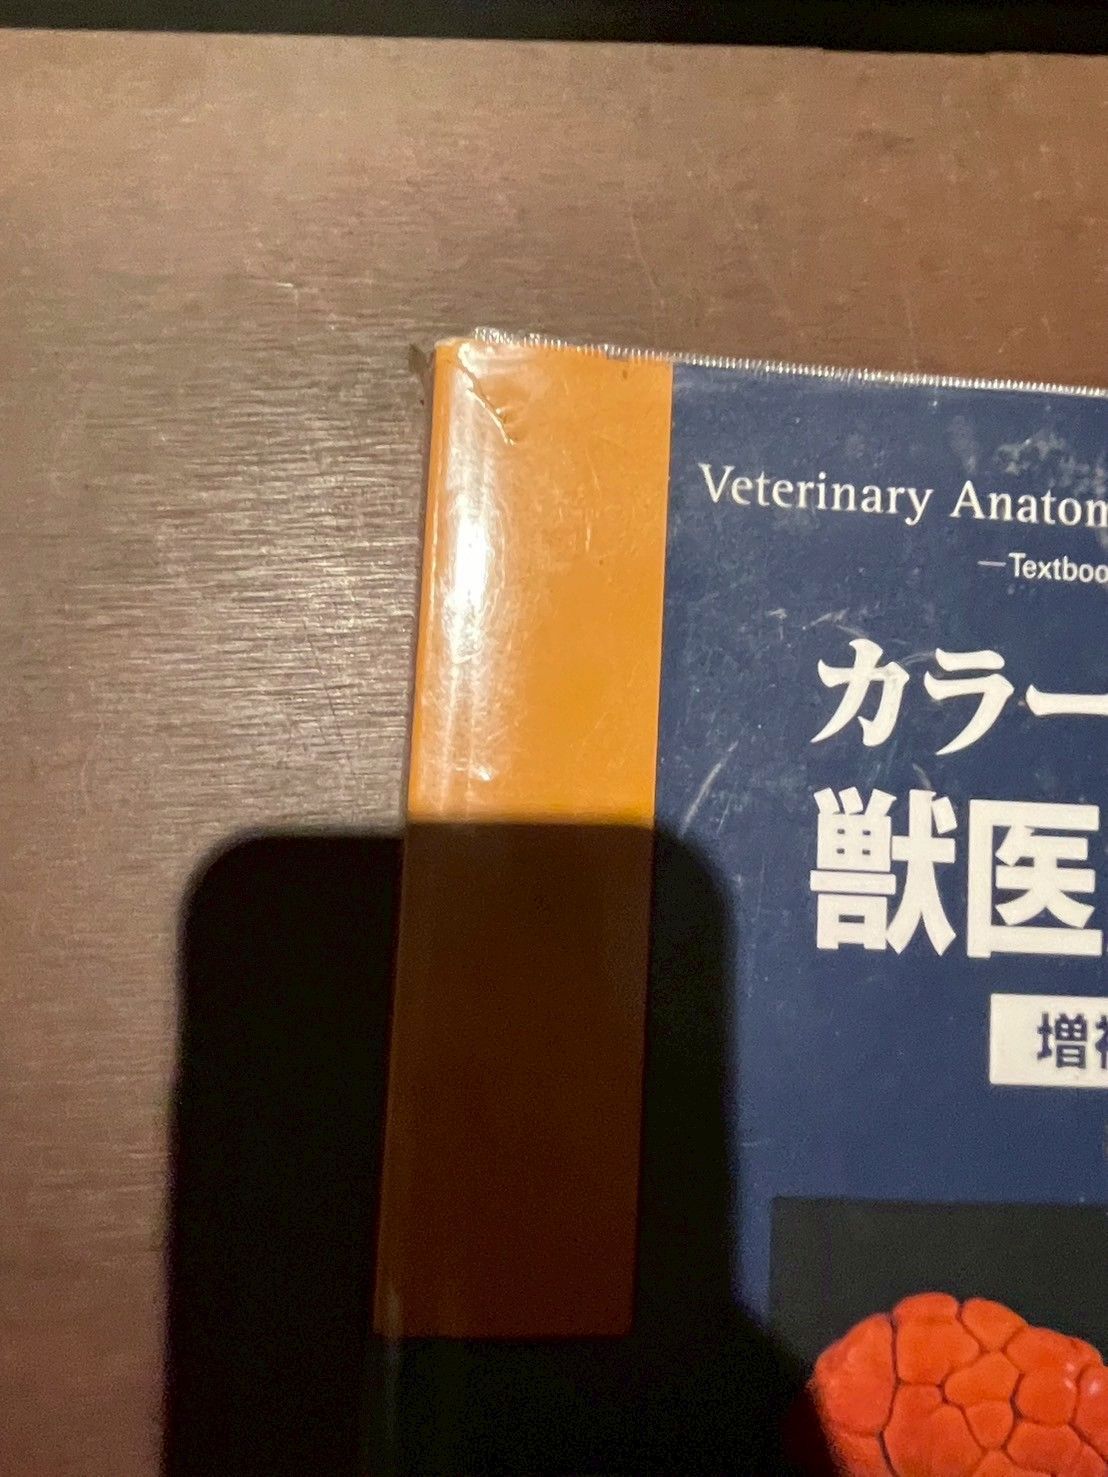 Veterinary Anatom
—Textboo
カラー
獣医
増